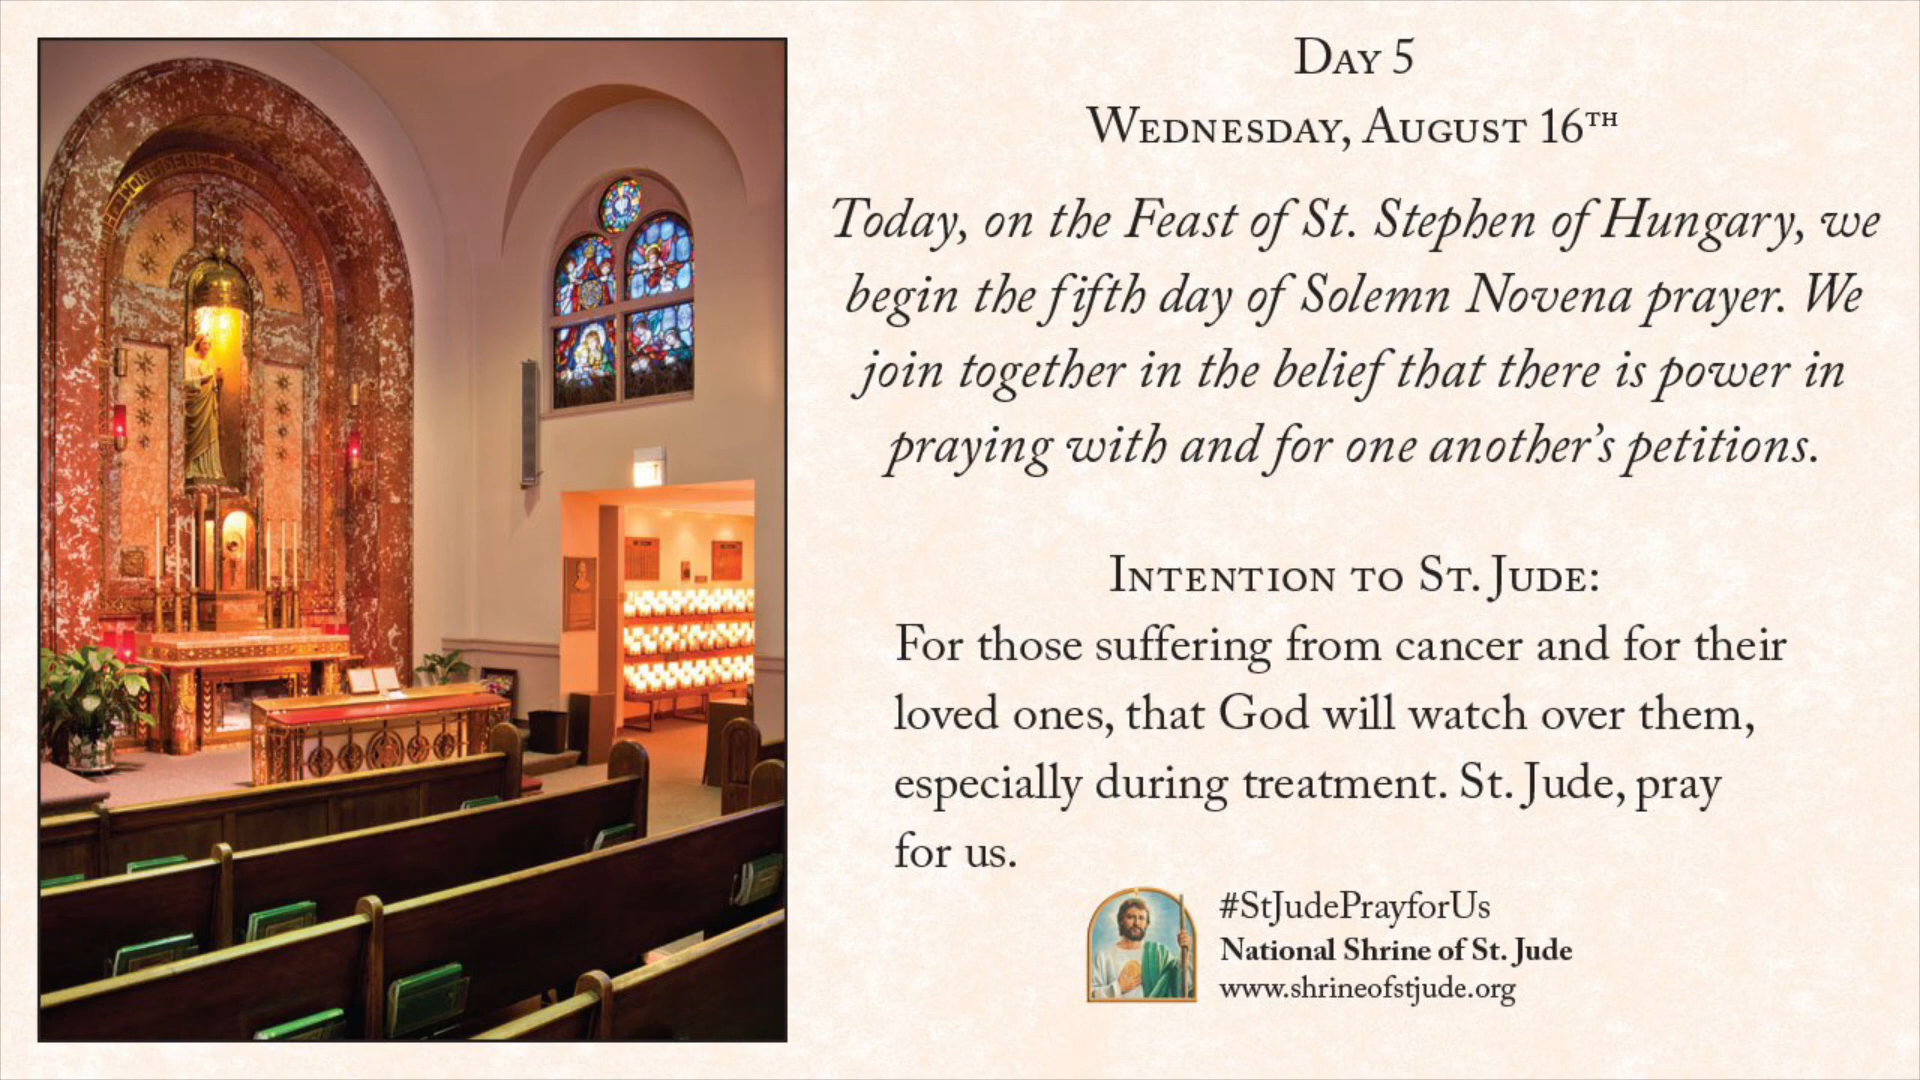 Day 5
Wednesday, August 16th
Today, on the Feast of St. Stephen of Hungary, we
begin the fifth day of Solemn Novena prayer. We
join together in the belief that there is power in
praying with and for one another's petitions.
Intention to St. Jude:
For those suffering from cancer and for their
loved ones, that God will watch over them,
especially during treatment. St. Jude, pray
for us.
#StJudePrayforUs
National Shrine of St. Jude
www.shrineofstjude.org